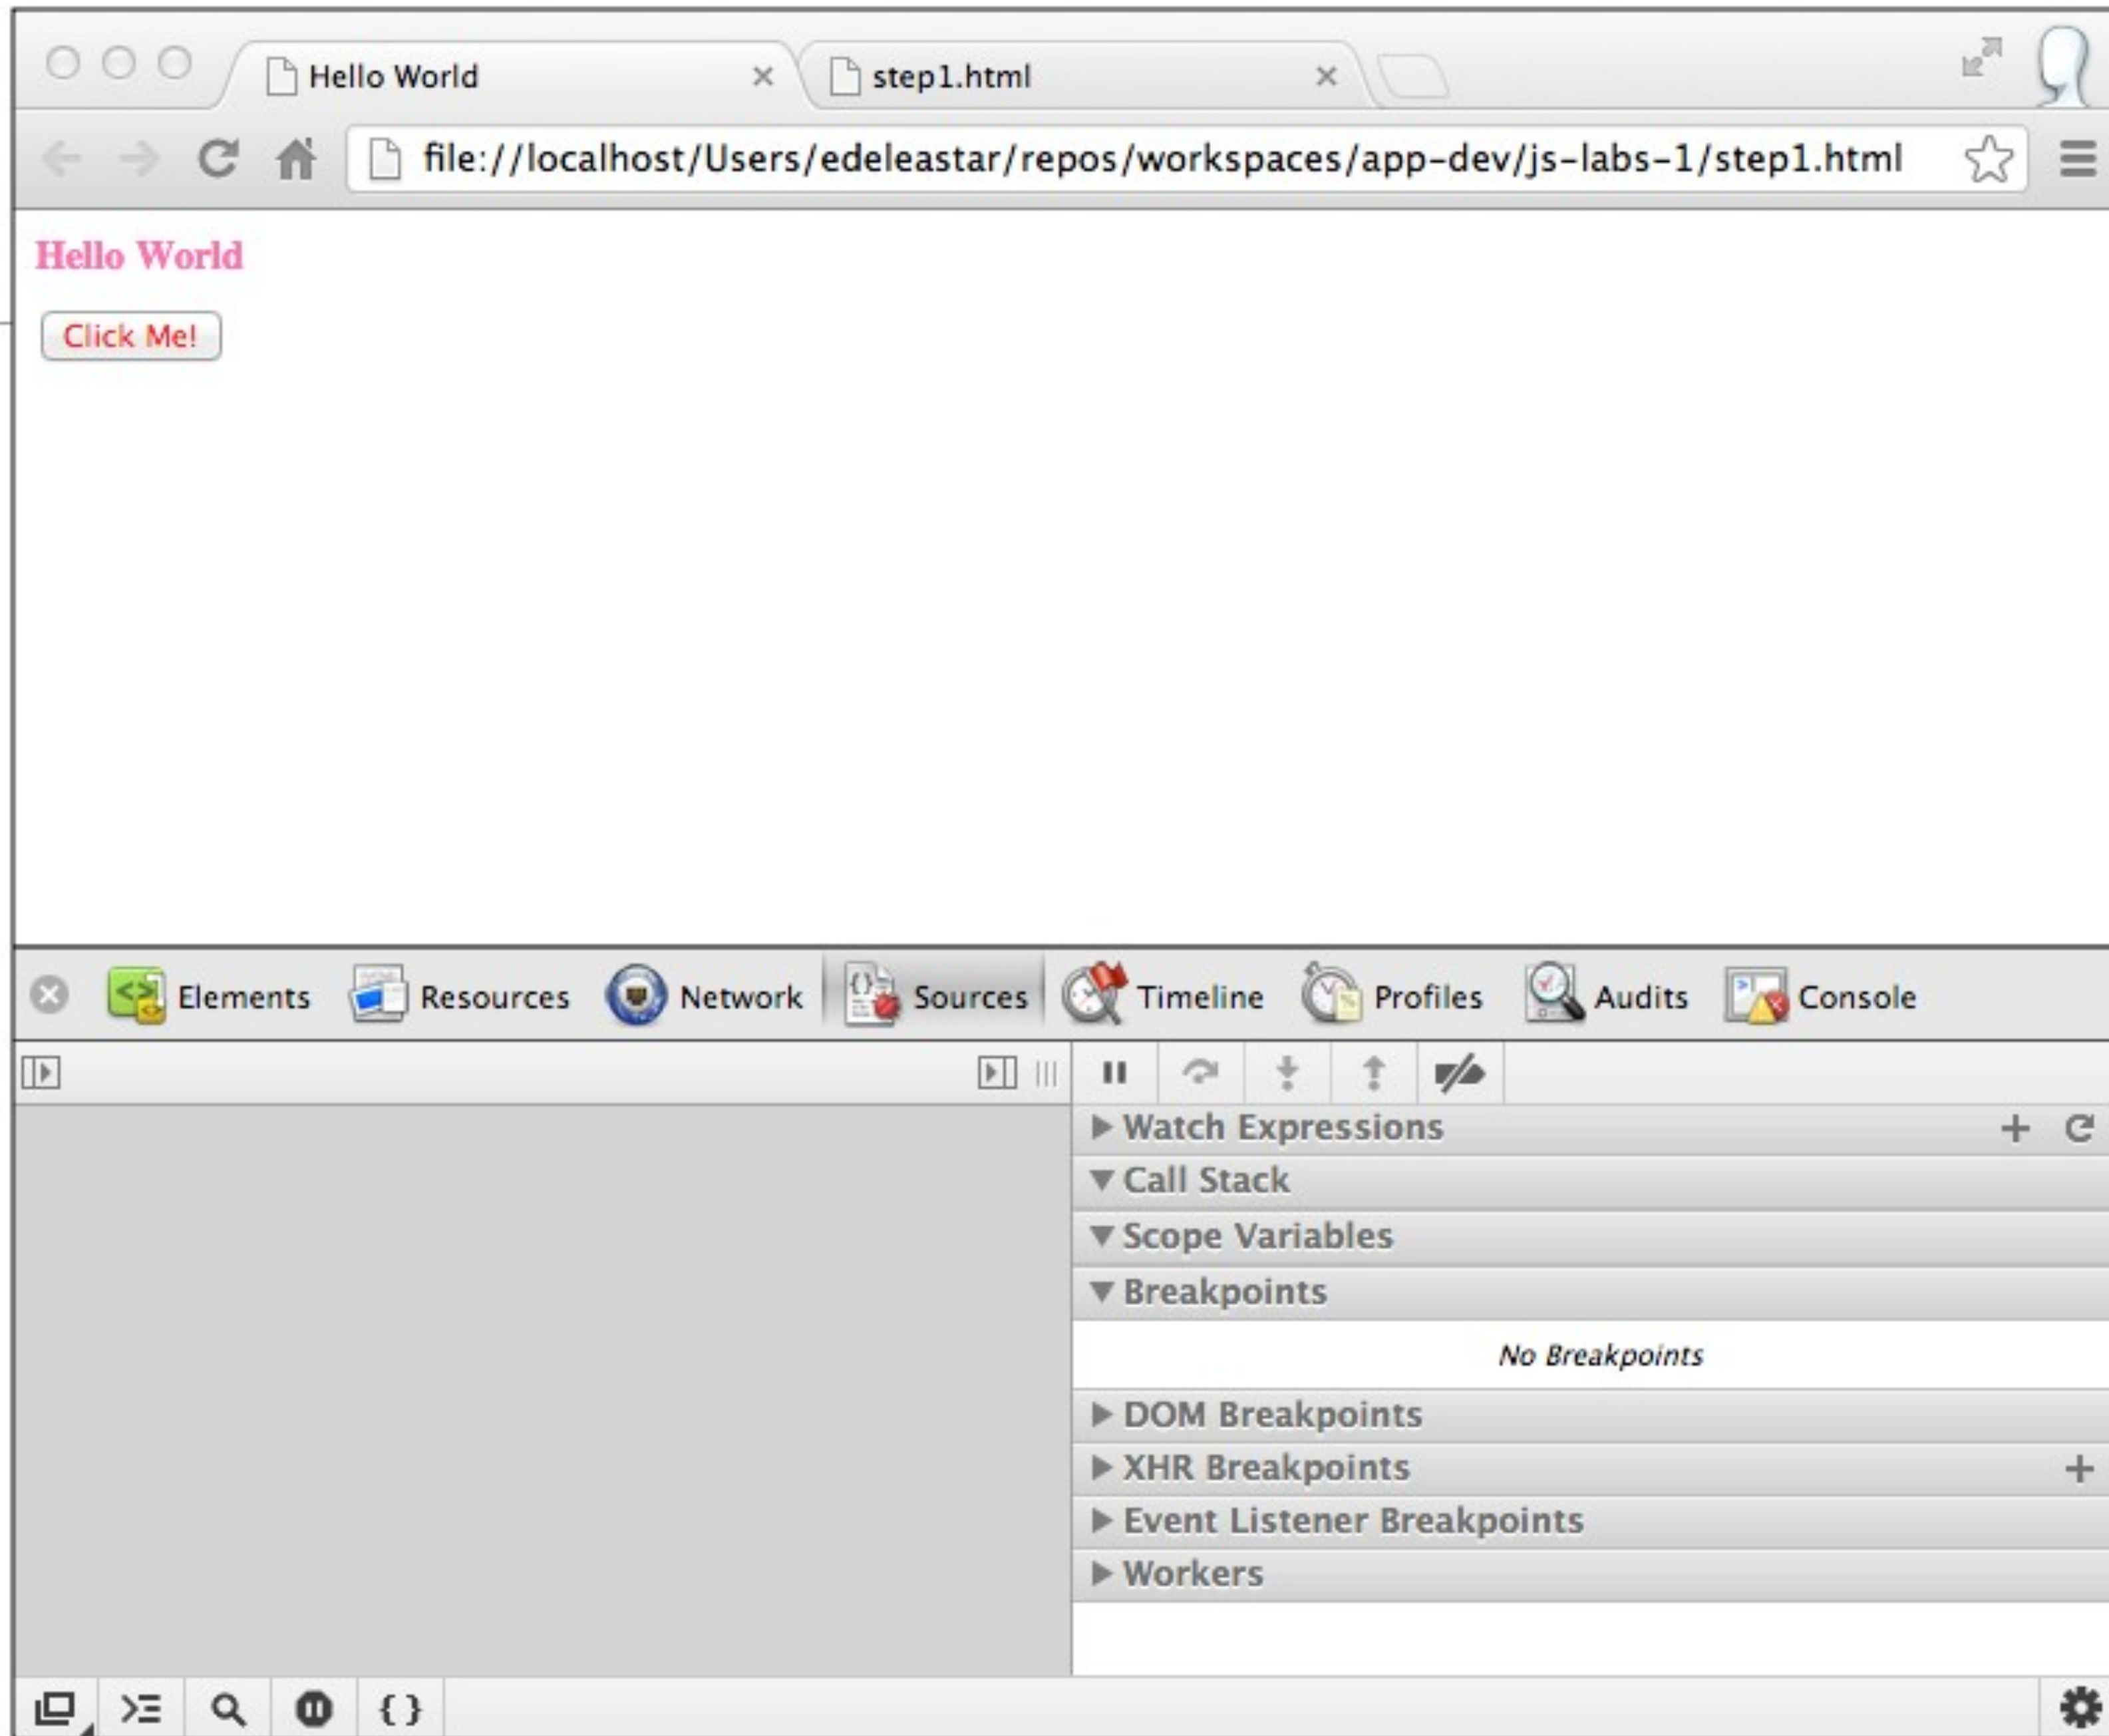 Hello World
step1.html
file://localhost/Users/edeleastar/repos/workspaces/app-dev/js-labs-1/step1.html
Hello World
Click Me!
Elements Resources Network Sources Timeline Profiles Audits Console
Watch Expressions
Call Stack
Scope Variables
Breakpoints
No Breakpoints
DOM Breakpoints
XHR Breakpoints
Event Listener Breakpoints
Workers